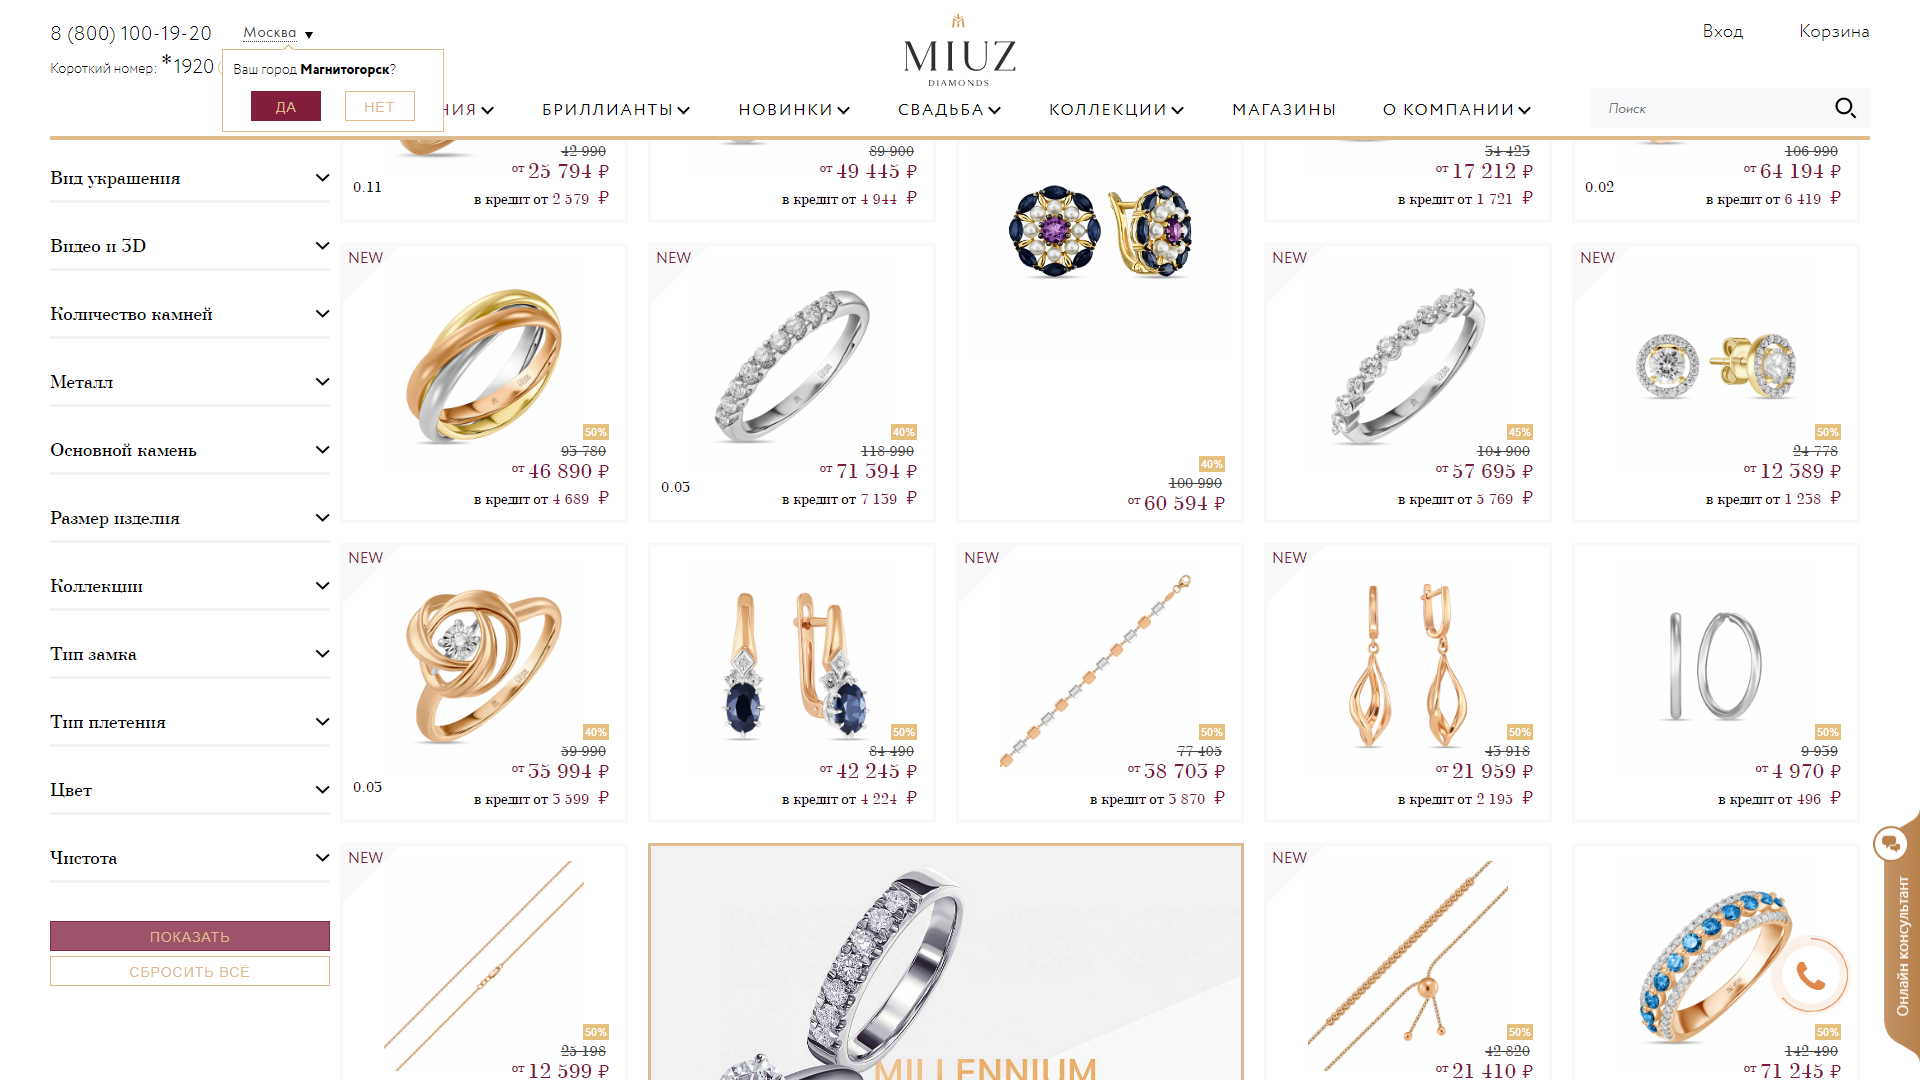 8 (800) 100-19-20
Москва
Короткий номер: *1920
Ваш город Магнитогорск?
ДА
НЕТ
MIUZ
DIAMONDS
Вход
Корзина
НИЯ
БРИЛЛИАНТЫ
НОВИНКИ
СВАДЬБА
КОЛЛЕКЦИИ
МАГАЗИНЫ
О КОМПАНИИ
Поиск
Вид украшения
Видео и 3D
Количество камней
Металл
Основной камень
Размер изделия
Коллекции
Тип замка
Тип плетения
Цвет
Чистота
ПОКАЗАТЬ
СБРОСИТЬ ВСЁ
42 990
от 25 794 ₽
0.11
в кредит от 2 579 ₽
89 900
от 49 445 ₽
в кредит от 4 944 ₽
34 423
от 17 212 ₽
в кредит от 1 721 ₽
106 990
от 64 194 ₽
0.02
в кредит от 6 419 ₽
NEW
50%
93 780
от 46 890 ₽
в кредит от 4 689 ₽
NEW
40%
118 990
от 71 394 ₽
0.03
в кредит от 7 139 ₽
40%
100 990
от 60 594 ₽
NEW
45%
104 900
от 57 695 ₽
в кредит от 5 769 ₽
NEW
50%
24 778
от 12 389 ₽
в кредит от 1 238 ₽
NEW
40%
59 990
от 35 994 ₽
0.03
в кредит от 3 599 ₽
50%
84 490
от 42 245 ₽
в кредит от 4 224 ₽
NEW
50%
77 405
от 38 703 ₽
в кредит от 3 870 ₽
NEW
50%
43 918
от 21 959 ₽
в кредит от 2 195 ₽
50%
9 939
от 4 970 ₽
в кредит от 496 ₽
NEW
50%
25 198
от 12 599 ₽
MILLENNIUM
NEW
50%
42 820
от 21 410 ₽
50%
142 490
от 71 245 ₽
Онлайн консультант